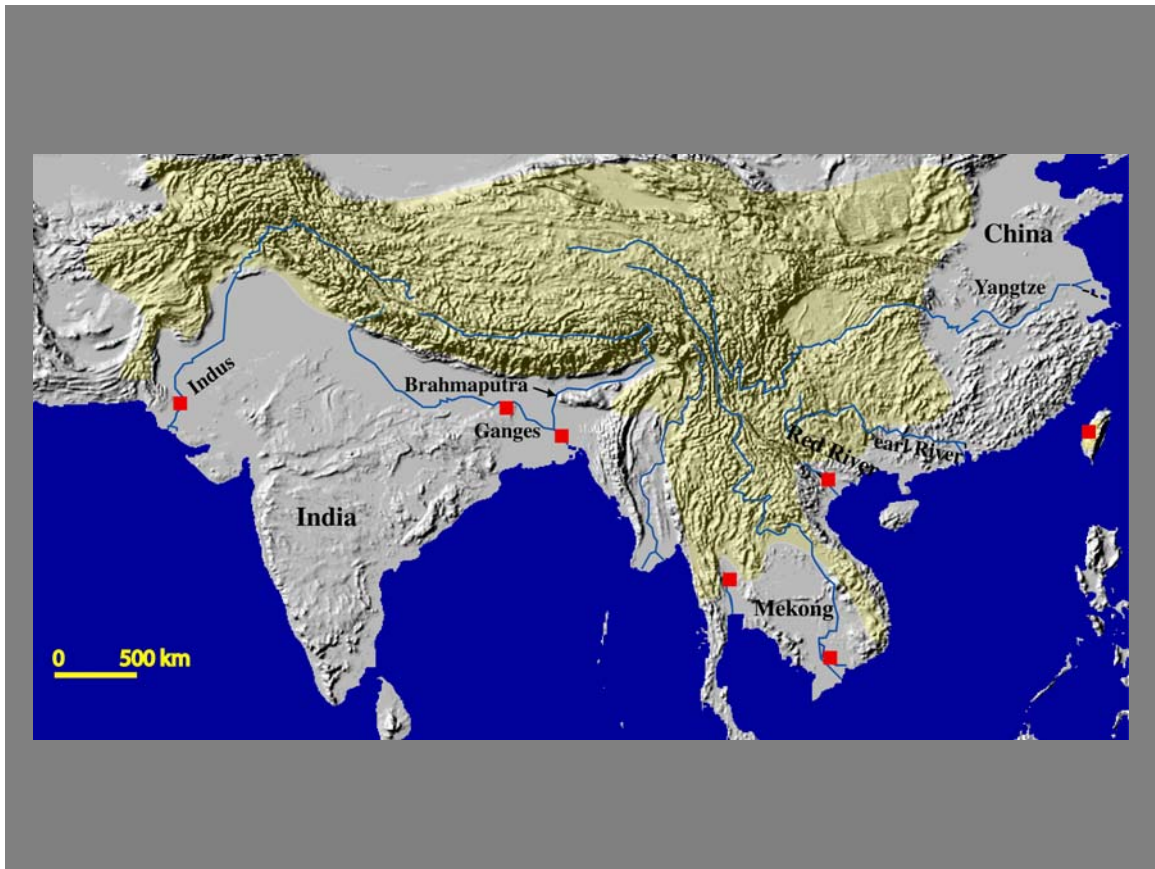 China
Yangtze
Indus
Brahmaputra
Ganges
Red River
Pearl River
India
Mekong
0 500 km